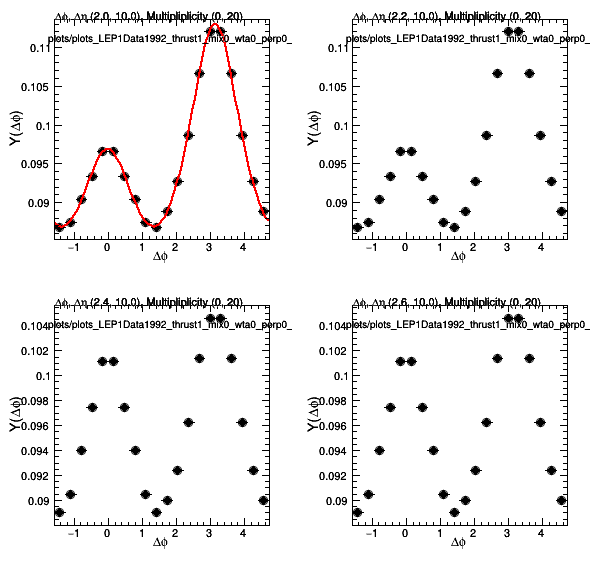 Δϕ, Δη (2.0, 10.0), Multipliplicity (0, 20)
plots/plots_LEP1Data1992_thrust1_mix0_wta0_perp0_
0.11
0.105
0.1
0.095
0.09
Y(Δϕ)
−1 0 1 2 3 4
Δϕ
Δϕ, Δη (2.2, 10.0), Multipliplicity (0, 20)
plots/plots_LEP1Data1992_thrust1_mix0_wta0_perp0_
0.11
0.105
0.1
0.095
0.09
Y(Δϕ)
−1 0 1 2 3 4
Δϕ
Δϕ, Δη (2.4, 10.0), Multipliplicity (0, 20)
plots/plots_LEP1Data1992_thrust1_mix0_wta0_perp0_
0.104
0.102
0.1
0.098
0.096
0.094
0.092
0.09
Y(Δϕ)
−1 0 1 2 3 4
Δϕ
Δϕ, Δη (2.6, 10.0), Multipliplicity (0, 20)
plots/plots_LEP1Data1992_thrust1_mix0_wta0_perp0_
0.104
0.102
0.1
0.098
0.096
0.094
0.092
0.09
Y(Δϕ)
−1 0 1 2 3 4
Δϕ